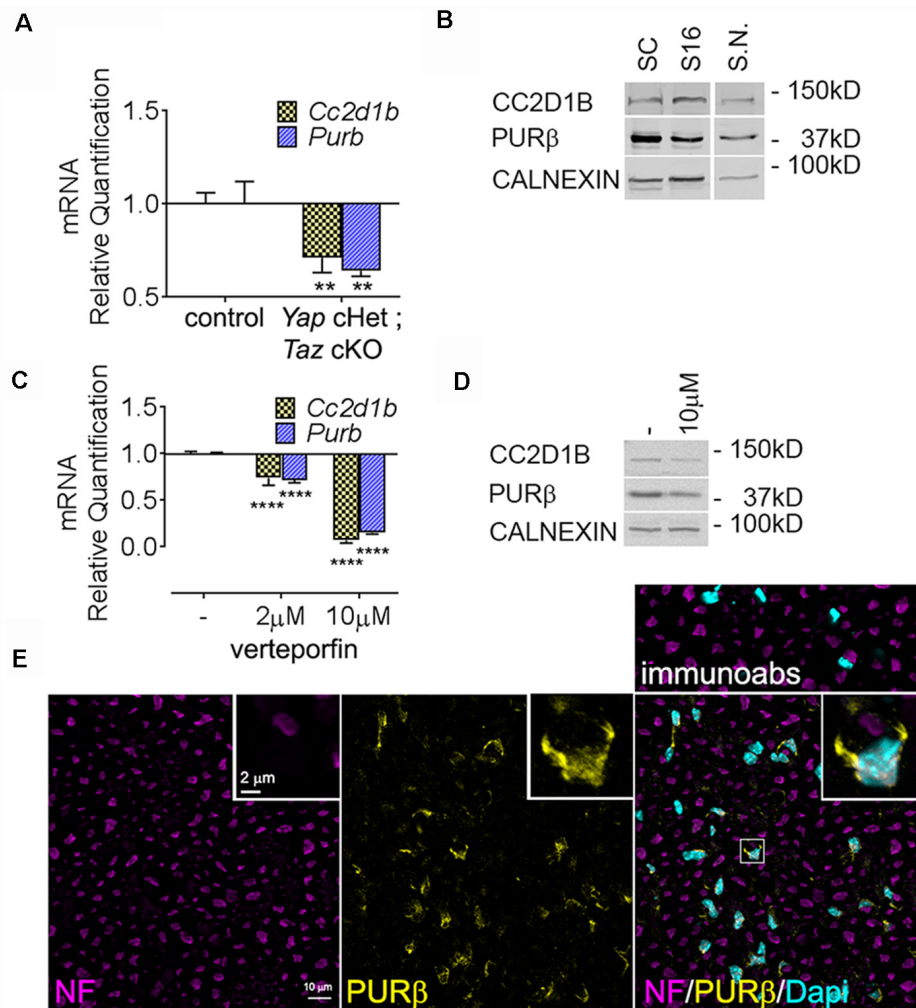 A
mRNA
Relative Quantification
1.5
1.0
0.5
Cc2d1b
Purb
** **
control
Yap cHet ;
Taz cKO
B
SC
S16
S.N.
CC2D1B
- 150kD
PURβ
- 37kD
CALNEXIN
100kD
-
C
mRNA
Relative Quantification
1.5
1.0
0.5
0.0
Cc2d1b
Purb
**** ****
**** ****
- 2μM 10μM
verteporfin
D
-
10μM
CC2D1B
- 150kD
PURβ
- 37kD
CALNEXIN
- 100kD
E
immunoabs
2 μm
10 μm
NF
PURβ
NF/PURβ/Dapi